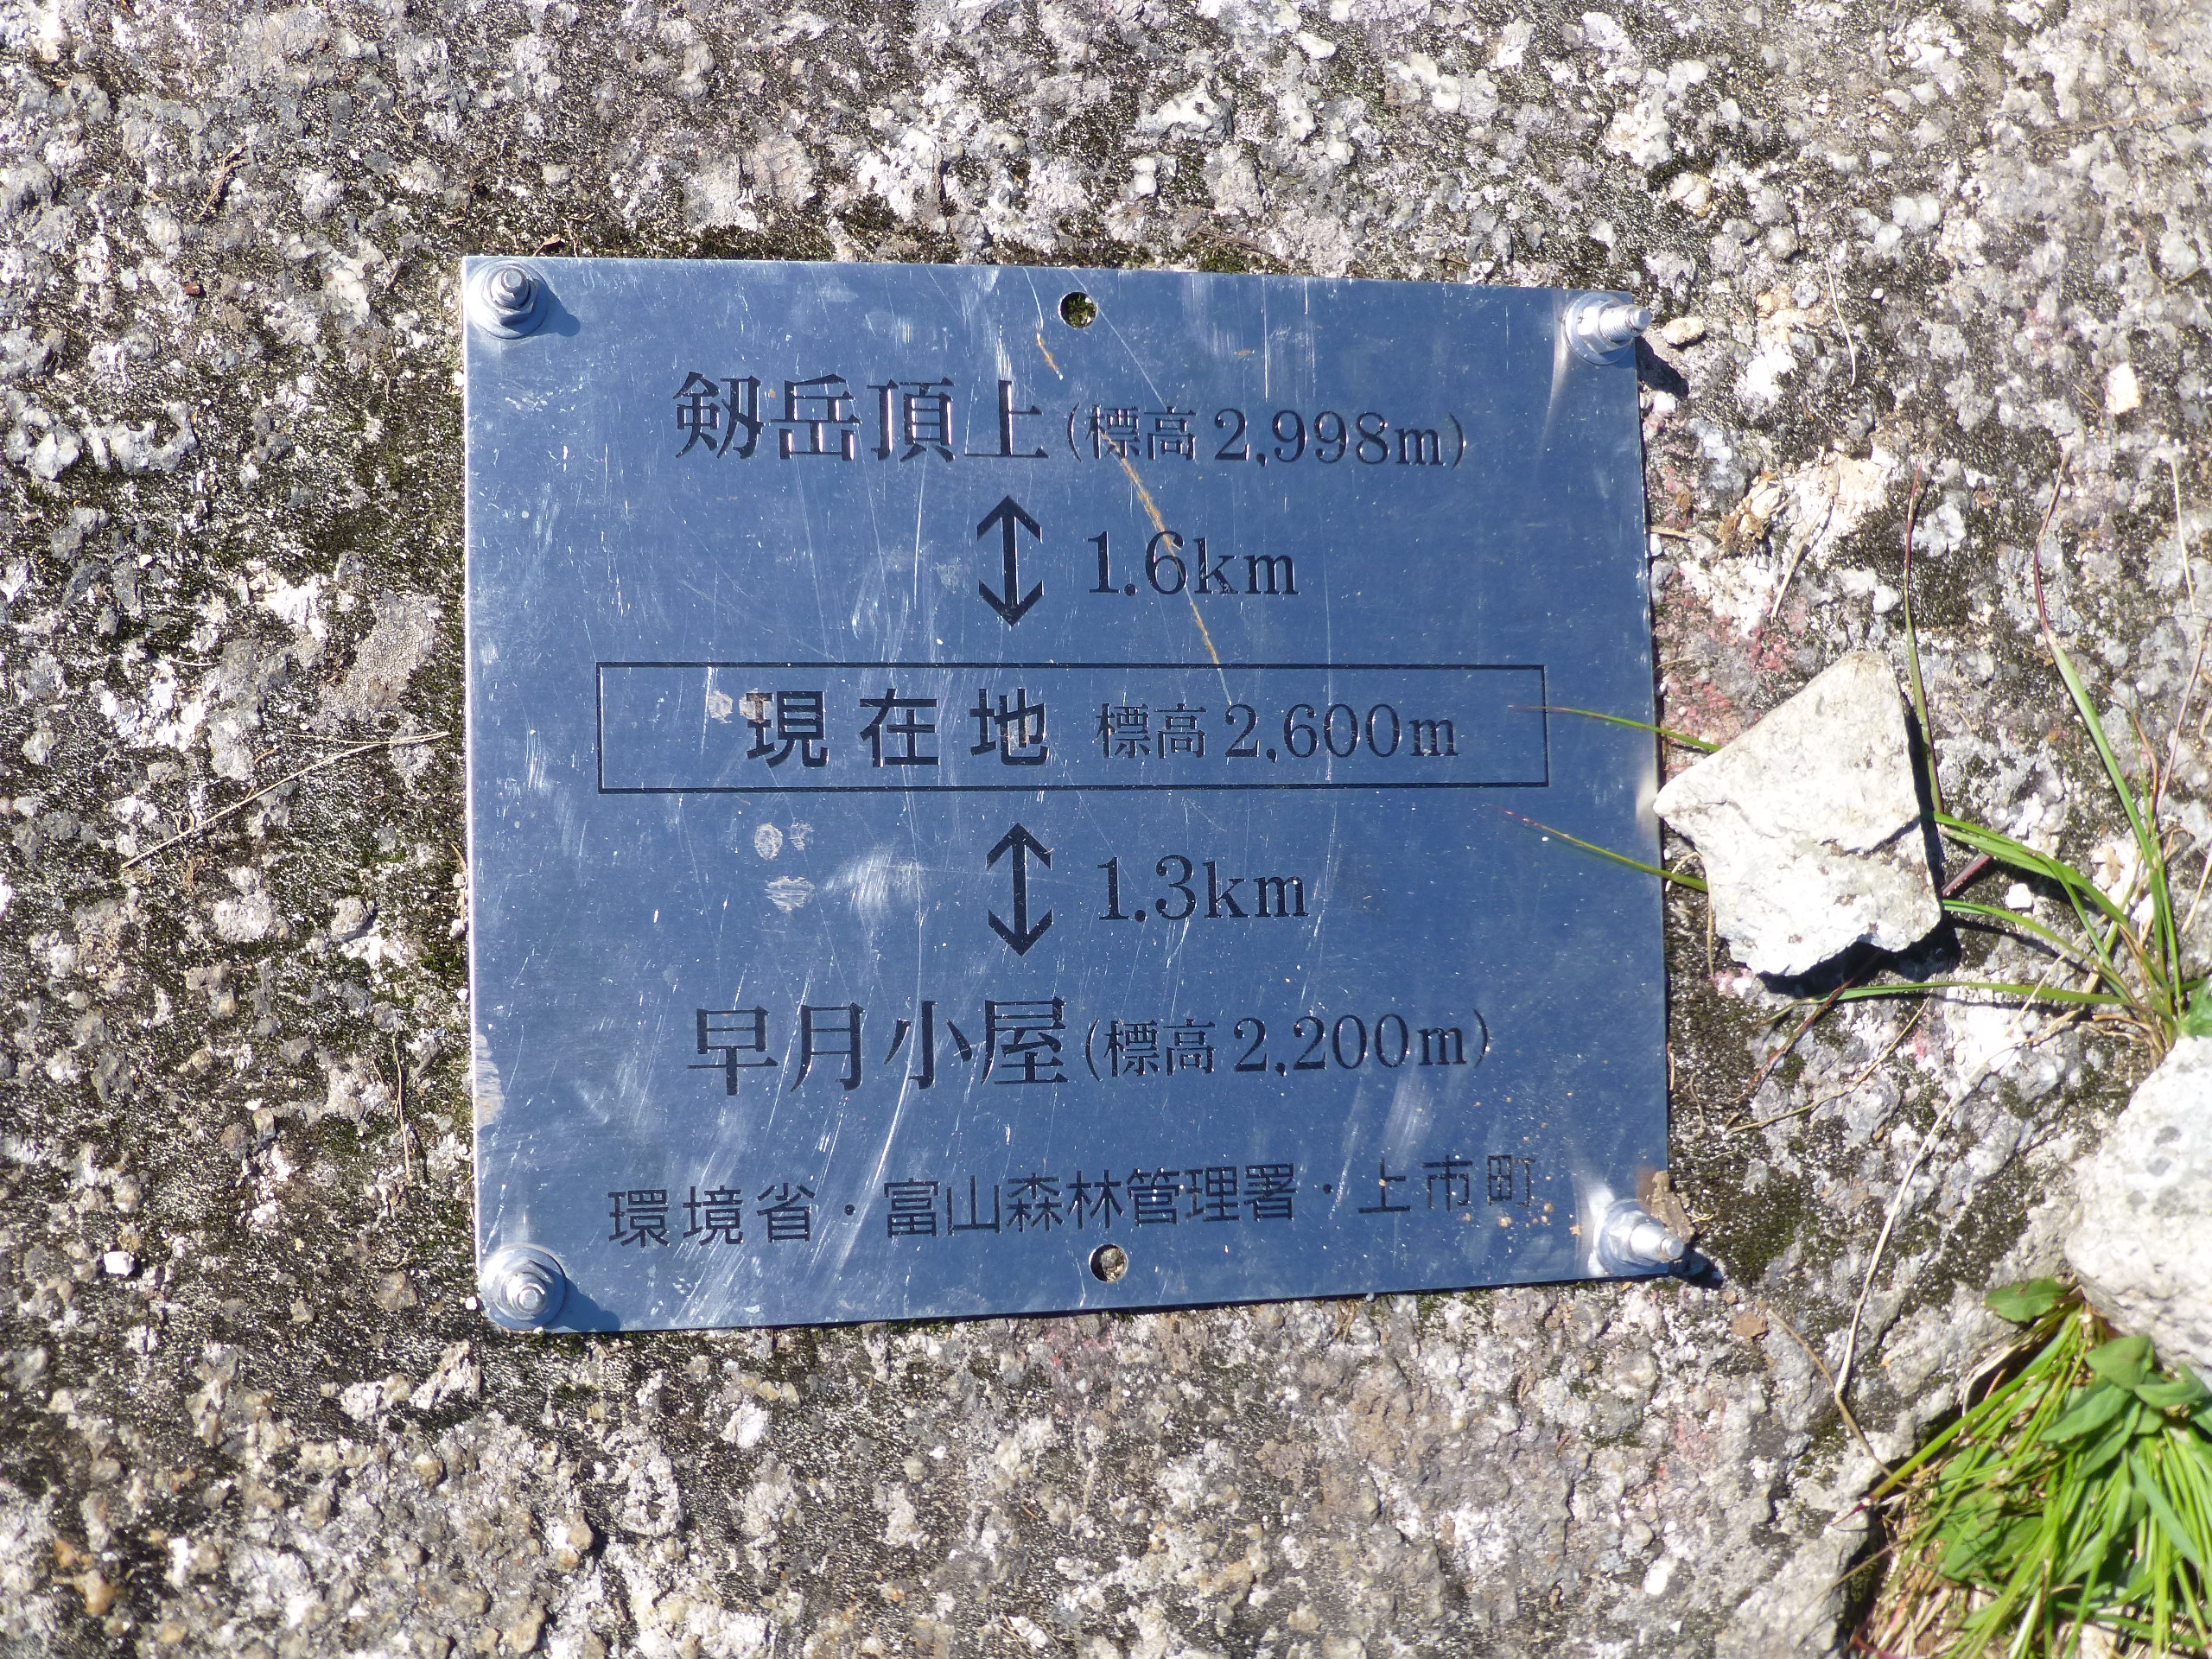 剱岳頂上(標高2,998m)
↕ 1.6km
現在地 標高2,600m
↕ 1.3km
早月小屋(標高2,200m)
環境省・富山森林管理署・上市町